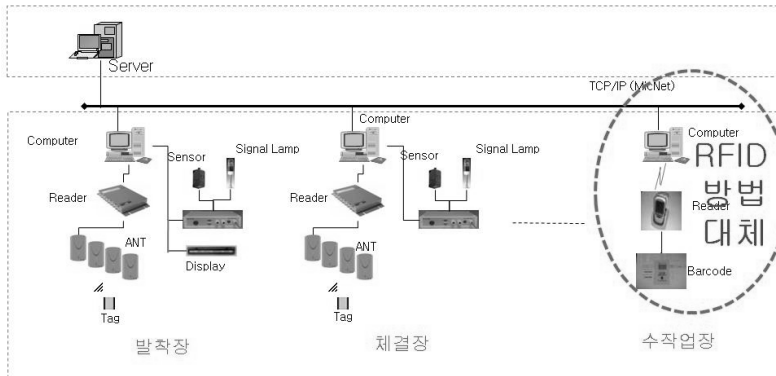 Server
TCP/IP (MicNet)
Computer
Sensor
Signal Lamp
Reader
ANT
Display
Tag
발착장
Computer
Sensor
Signal Lamp
Reader
ANT
Tag
체결장
Computer
RFID
방법
대체
Reader
Barcode
수작업장